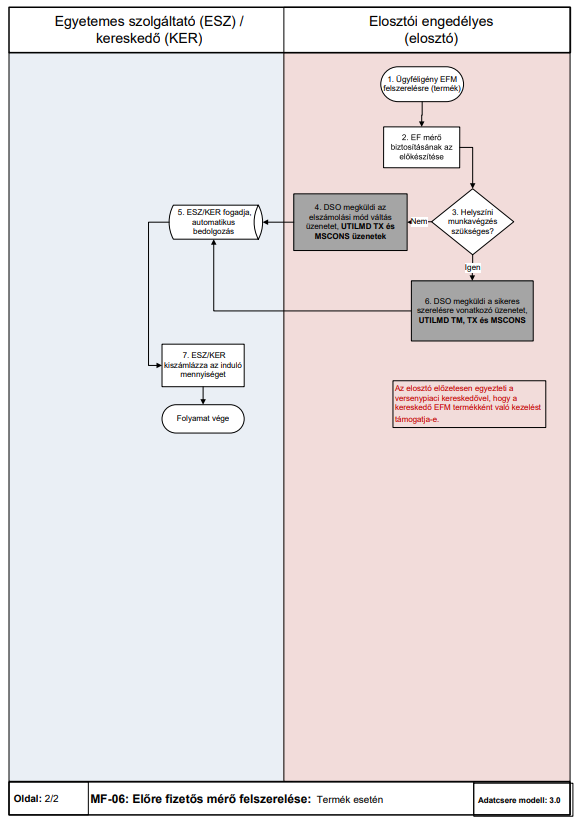 Egyetemes szolgáltató (ESZ) /
kereskedő (KER)
Elosztói engedélyes
(elosztó)
1. Ügyféligény EFM
felszerelésre (termék)
2. EF mérő
biztosításának az
előkészítése
3. Helyszíni
munkavégzés
szükséges?
Nem
Igen
4. DSO megküldi az
elszámolási mód váltás
üzenetet, UTILMD TX és
MSCONS üzenetek
5. ESZ/KER fogadja,
automatikus
bedolgozás
6. DSO megküldi a sikeres
szerelésre vonatkozó üzenetet,
UTILMD TM, TX és MSCONS
7. ESZ/KER
kiszámlázza az induló
mennyiséget
Folyamat vége
Az elosztó előzetesen egyezteti a
versenypiaci kereskedővel, hogy a
kereskedő EFM termékként való kezelést
támogatja-e.
Oldal: 2/2
MF-06: Előre fizetős mérő felszerelése: Termék esetén
Adatcsere modell: 3.0